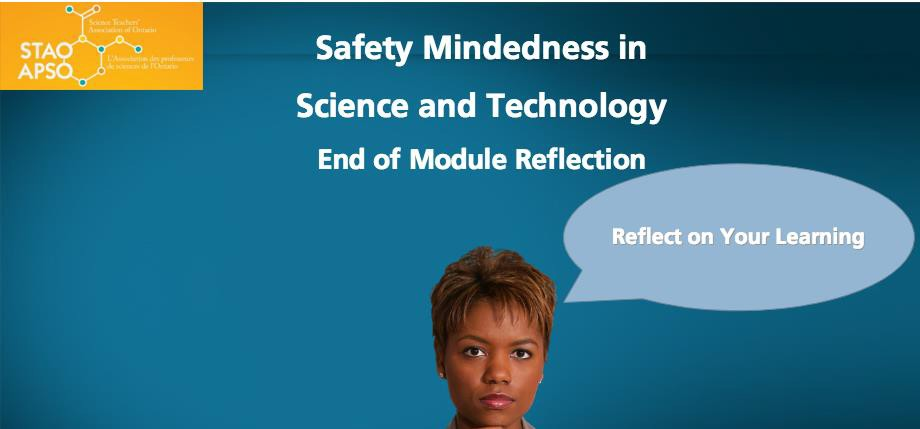 Science Teachers'
Association of Ontario
STAO
APSO
L'Association des professeurs
de sciences de l'Ontario
Safety Mindedness in
Science and Technology
End of Module Reflection
Reflect on Your Learning